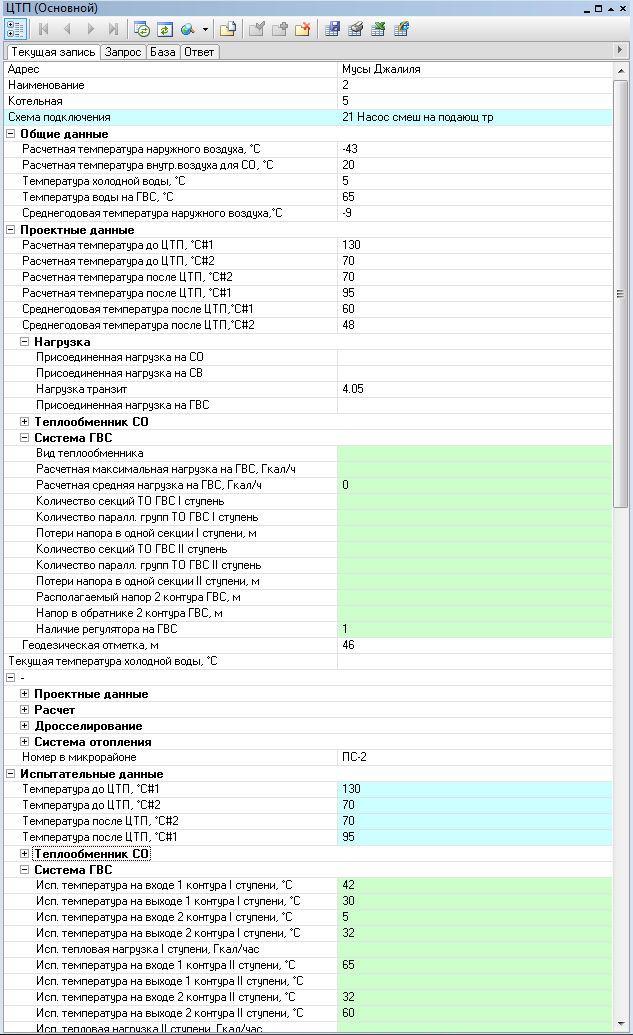 ЦТП (Основной)
Текущая запись Запрос База Ответ
Адрес Мусы Джалиля
Наименование 2
Котельная 5
Схема подключения 21 Насос смеш на подающ тр
Общие данные
Расчетная температура наружного воздуха, °C -43
Расчетная температура внутр.воздуха для СО, °C 20
Температура холодной воды, °C 5
Температура воды на ГВС, °C 65
Среднегодовая температура наружного воздуха,°C -9
Проектные данные
Расчетная температура до ЦТП, °C#1 130
Расчетная температура до ЦТП, °C#2 70
Расчетная температура после ЦТП, °C#2 70
Расчетная температура после ЦТП, °C#1 95
Среднегодовая температура после ЦТП,°C#1 60
Среднегодовая температура после ЦТП,°C#2 48
Нагрузка
Присоединенная нагрузка на СО
Присоединенная нагрузка на СВ
Нагрузка транзит 4.05
Присоединенная нагрузка на ГВС
Теплообменник СО
Система ГВС
Вид теплообменника
Расчетная максимальная нагрузка на ГВС, Гкал/ч
Расчетная средняя нагрузка на ГВС, Гкал/ч 0
Количество секций ТО ГВС I ступень
Количество паралл. групп ТО ГВС I ступень
Потери напора в одной секции I ступени, м
Количество секций ТО ГВС II ступень
Количество паралл. групп ТО ГВС II ступень
Потери напора в одной секции II ступени, м
Располагаемый напор 2 контура ГВС, м
Напор в обратнике 2 контура ГВС, м
Наличие регулятора на ГВС 1
Геодезическая отметка, м 46
Текущая температура холодной воды, °C
-
Проектные данные
Расчет
Дросселирование
Система отопления
Номер в микрорайоне ПС-2
Испытательные данные
Температура до ЦТП, °C#1 130
Температура до ЦТП, °C#2 70
Температура после ЦТП, °C#2 70
Температура после ЦТП, °C#1 95
Теплообменник СО
Система ГВС
Исп. температура на входе 1 контура I ступени, °C 42
Исп. температура на выходе 1 контура I ступени, °C 30
Исп. температура на входе 2 контура I ступени, °C 5
Исп. температура на выходе 2 контура I ступени, °C 32
Исп. тепловая нагрузка I ступени, Гкал/час
Исп. температура на входе 1 контура II ступени, °C 65
Исп. температура на выходе 1 контура II ступени, °C
Исп. температура на входе 2 контура II ступени, °C 32
Исп. температура на выходе 2 контура II ступени, °C 60
Исп. тепловая нагрузка II ступени, Гкал/час